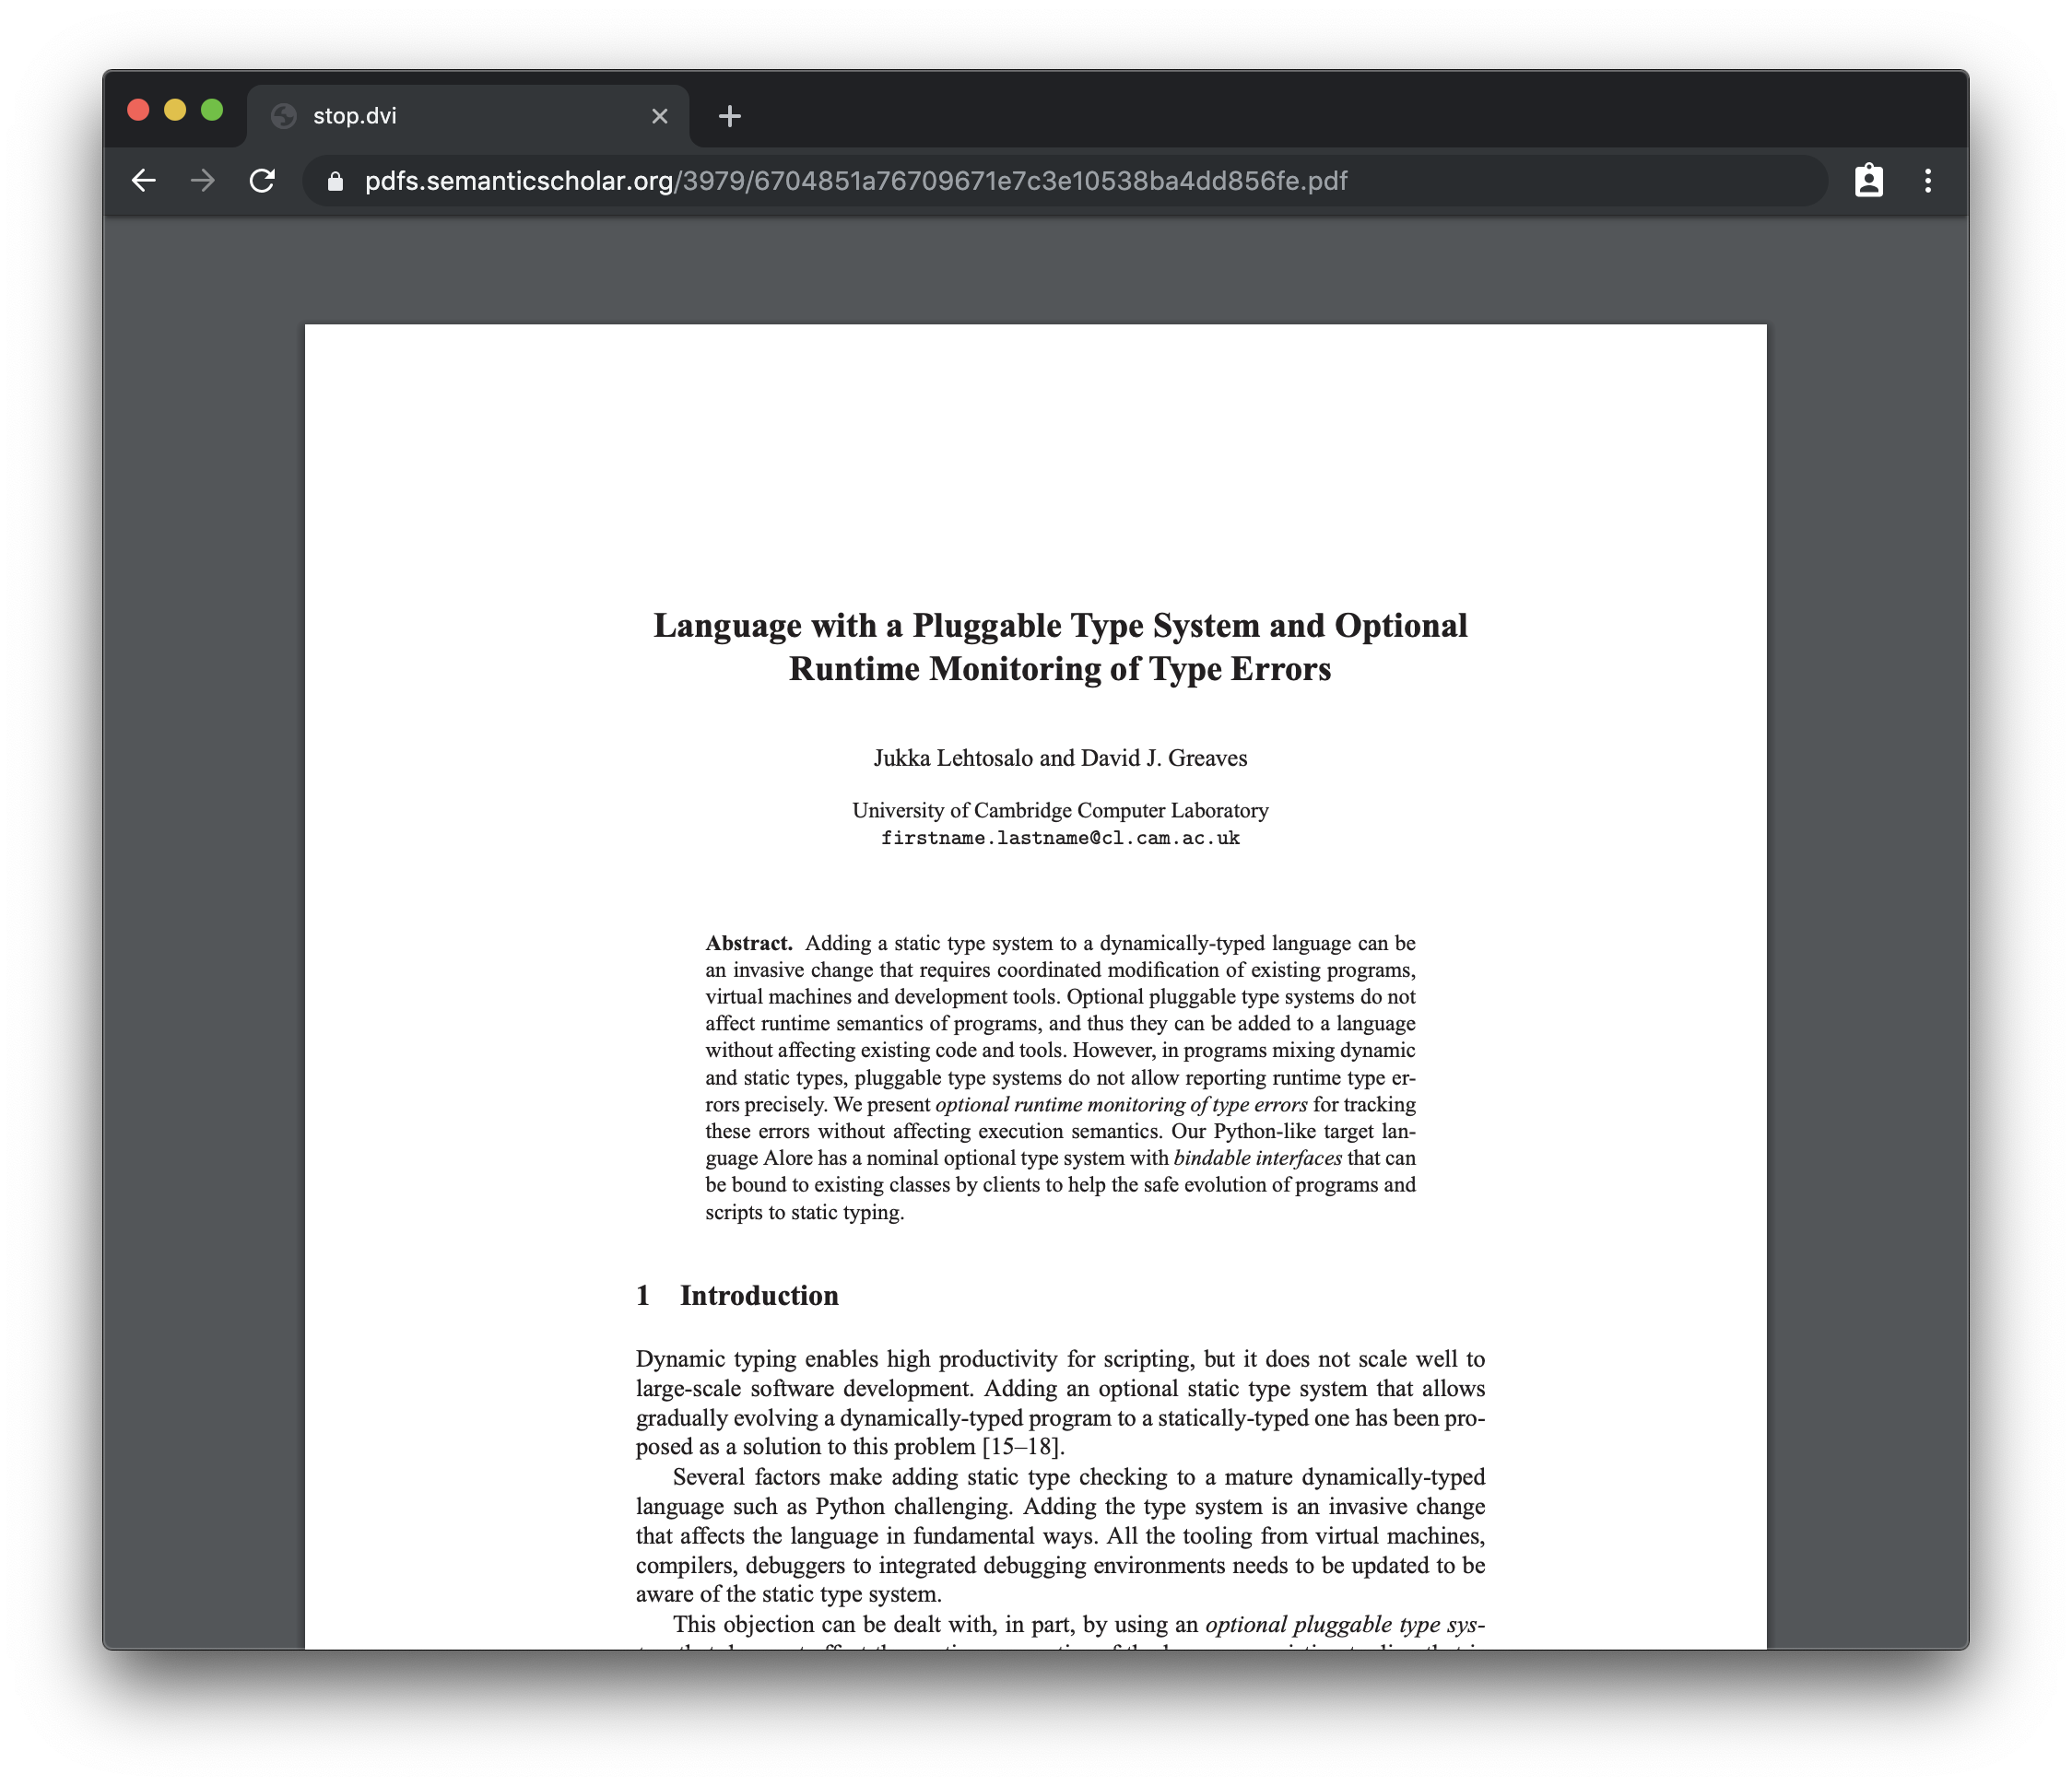 stop.dvi
pdfs.semanticscholar.org/3979/6704851a76709671e7c3e10538ba4dd856fe.pdf
Language with a Pluggable Type System and Optional
Runtime Monitoring of Type Errors
Jukka Lehtosalo and David J. Greaves
University of Cambridge Computer Laboratory
firstname.lastname@cl.cam.ac.uk
Abstract. Adding a static type system to a dynamically-typed language can be
an invasive change that requires coordinated modification of existing programs,
virtual machines and development tools. Optional pluggable type systems do not
affect runtime semantics of programs, and thus they can be added to a language
without affecting existing code and tools. However, in programs mixing dynamic
and static types, pluggable type systems do not allow reporting runtime type er-
rors precisely. We present optional runtime monitoring of type errors for tracking
these errors without affecting execution semantics. Our Python-like target lan-
guage Alore has a nominal optional type system with bindable interfaces that can
be bound to existing classes by clients to help the safe evolution of programs and
scripts to static typing.
1 Introduction
Dynamic typing enables high productivity for scripting, but it does not scale well to
large-scale software development. Adding an optional static type system that allows
gradually evolving a dynamically-typed program to a statically-typed one has been pro-
posed as a solution to this problem [15–18].
Several factors make adding static type checking to a mature dynamically-typed
language such as Python challenging. Adding the type system is an invasive change
that affects the language in fundamental ways. All the tooling from virtual machines,
compilers, debuggers to integrated debugging environments needs to be updated to be
aware of the static type system.
This objection can be dealt with, in part, by using an optional pluggable type sys-